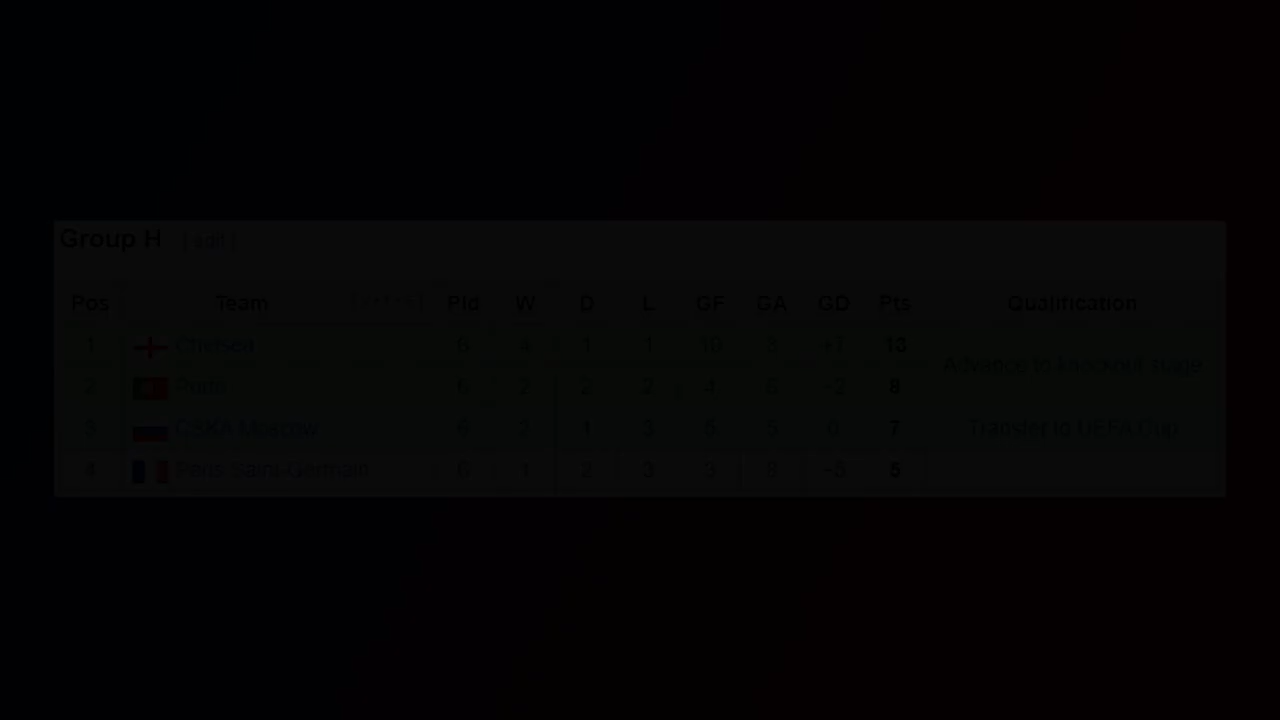 Group H [ edit ]
Pos Team Pld W D L GF GA GD Pts Qualification
1 Chelsea 6 4 1 1 10 3 13
Advance to knockout stage
2 Porto 6 2 2 2 4 6 −2 8
3 CSKA Moscow 6 2 1 3 5 5 0 7 Transfer to UEFA Cup
4 Paris Saint-Germain 6 1 2 3 3 8 −5 5